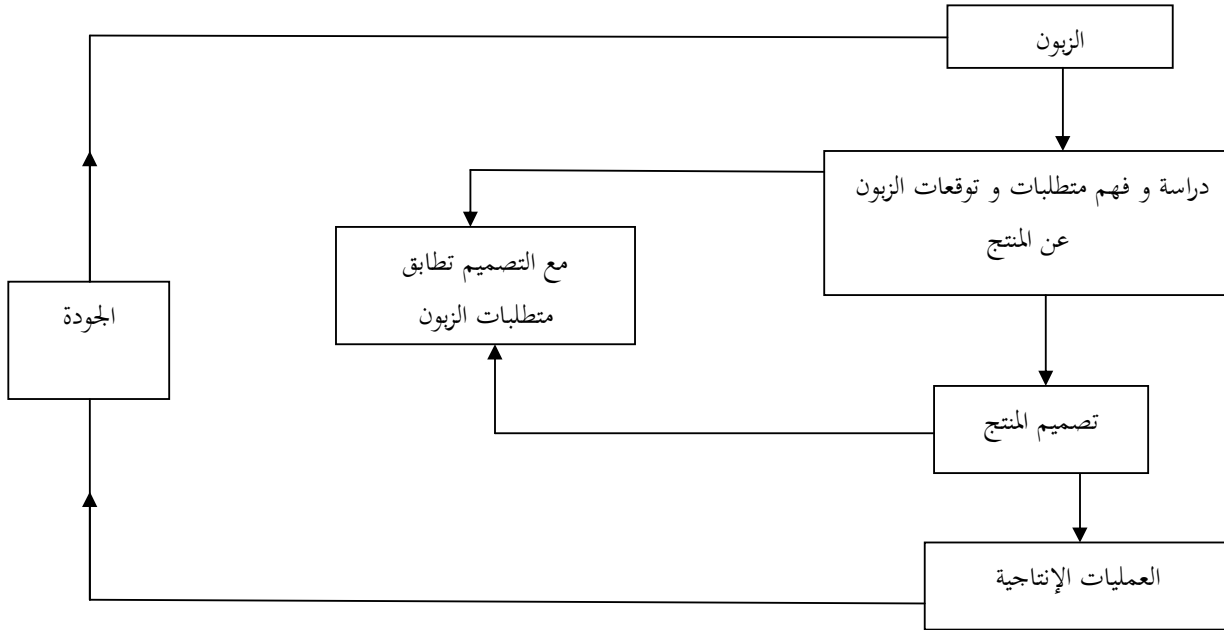 الزبون
دراسة و فهم متطلبات و توقعات الزبون
عن المنتج
مع التصميم تطابق
متطلبات الزبون
الجودة
تصميم المنتج
العمليات الإنتاجية